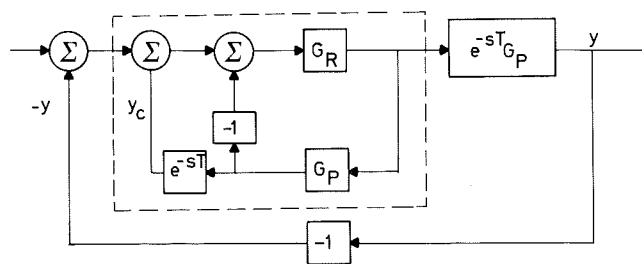 Σ
Σ
Σ
G_R
e^{-sT}G_P
y
-y
y_c
-1
e^{-sT}
G_P
-1